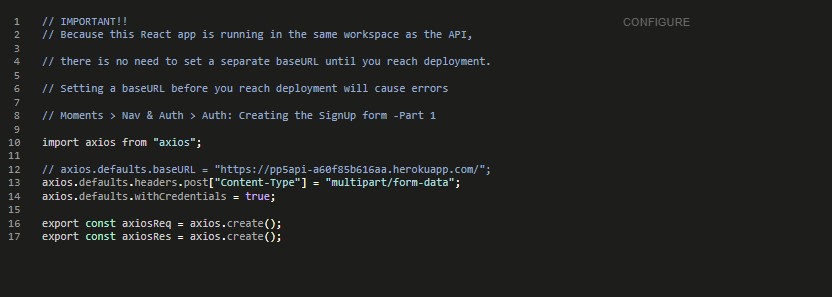 CONFIGURE
1 // IMPORTANT!!
2 // Because this React app is running in the same workspace as the API,
3
4 // there is no need to set a separate baseURL until you reach deployment.
5
6 // Setting a baseURL before you reach deployment will cause errors
7
8 // Moments > Nav & Auth > Auth: Creating the SignUp form -Part 1
9
10 import axios from "axios";
11
12 // axios.defaults.baseURL = "https://pp5api-a60f85b616aa.herokuapp.com/";
13 axios.defaults.headers.post["Content-Type"] = "multipart/form-data";
14 axios.defaults.withCredentials = true;
15
16 export const axiosReq = axios.create();
17 export const axiosRes = axios.create();